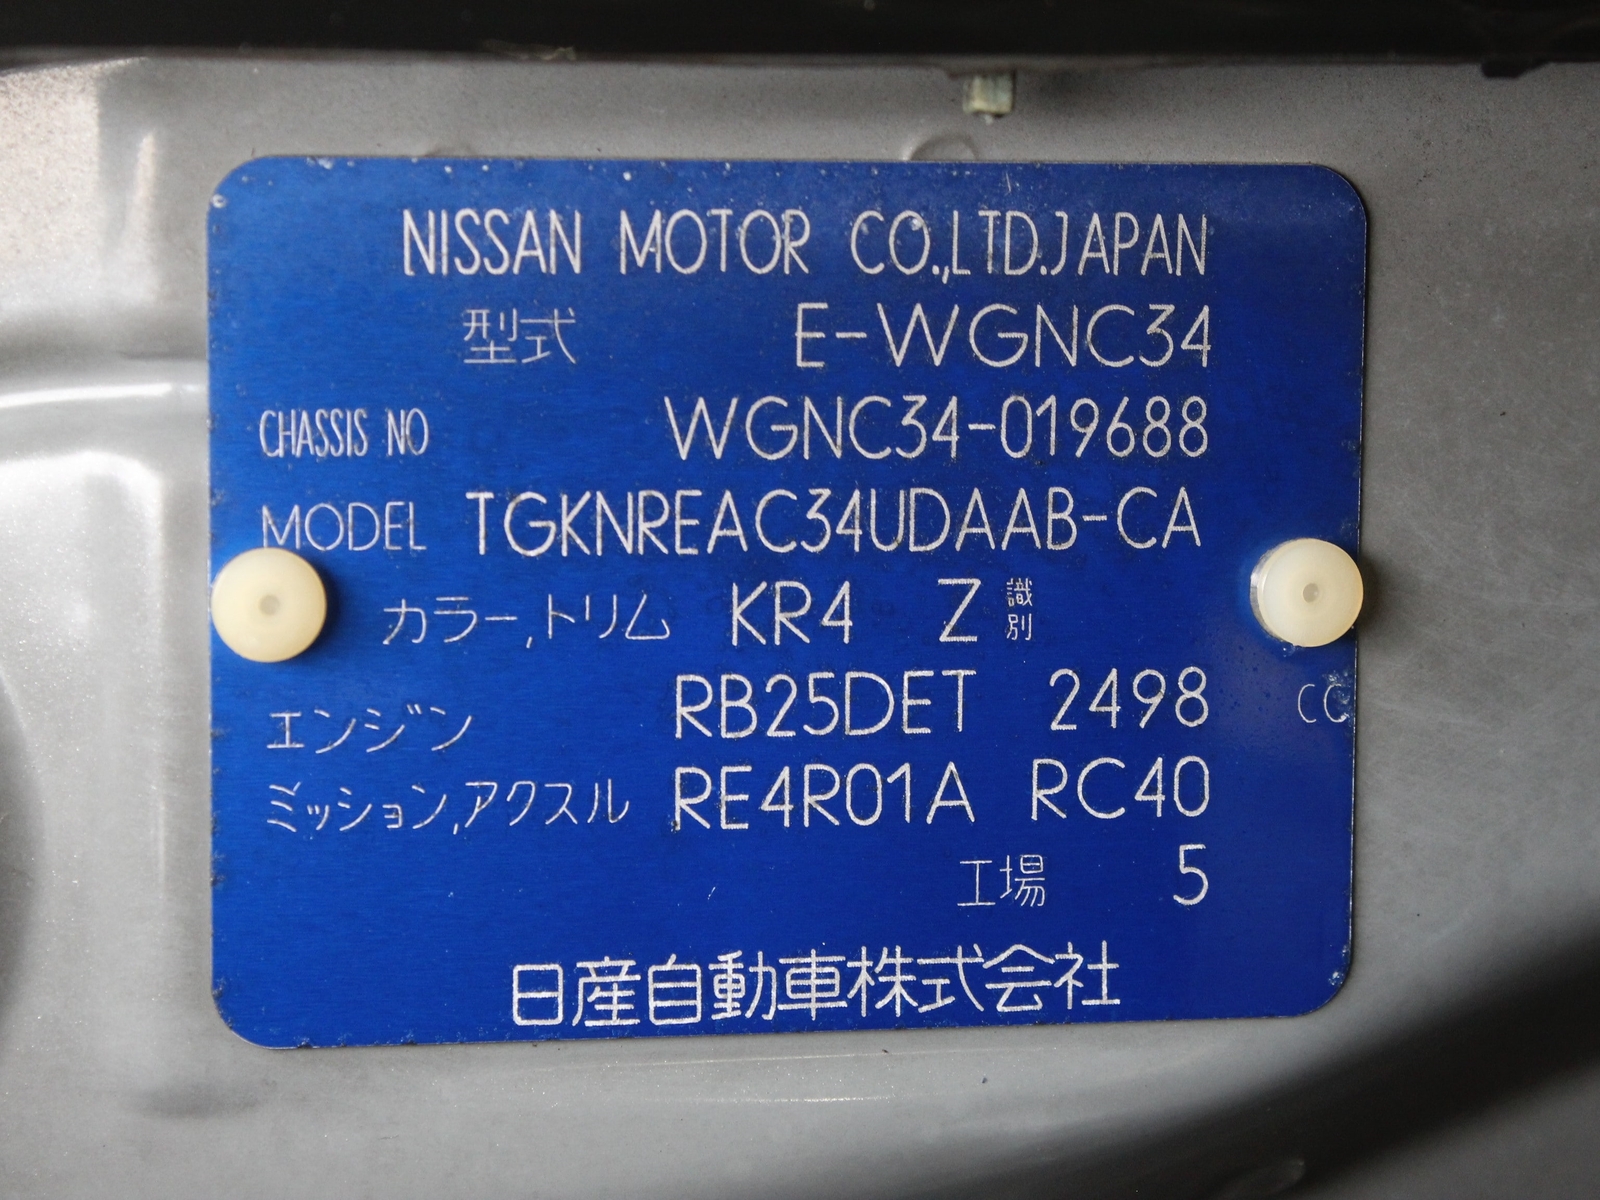 NISSAN MOTOR CO.,LTD.JAPAN
型式 E-WGNC34
CHASSIS NO WGNC34-019688
MODEL TGKNREAC34UDAAB-CA
カラー,トリム KR4 Z 識別
エンジン RB25DET 2498 CC
ミッション,アクスル RE4R01A RC40
工場 5
日産自動車株式会社